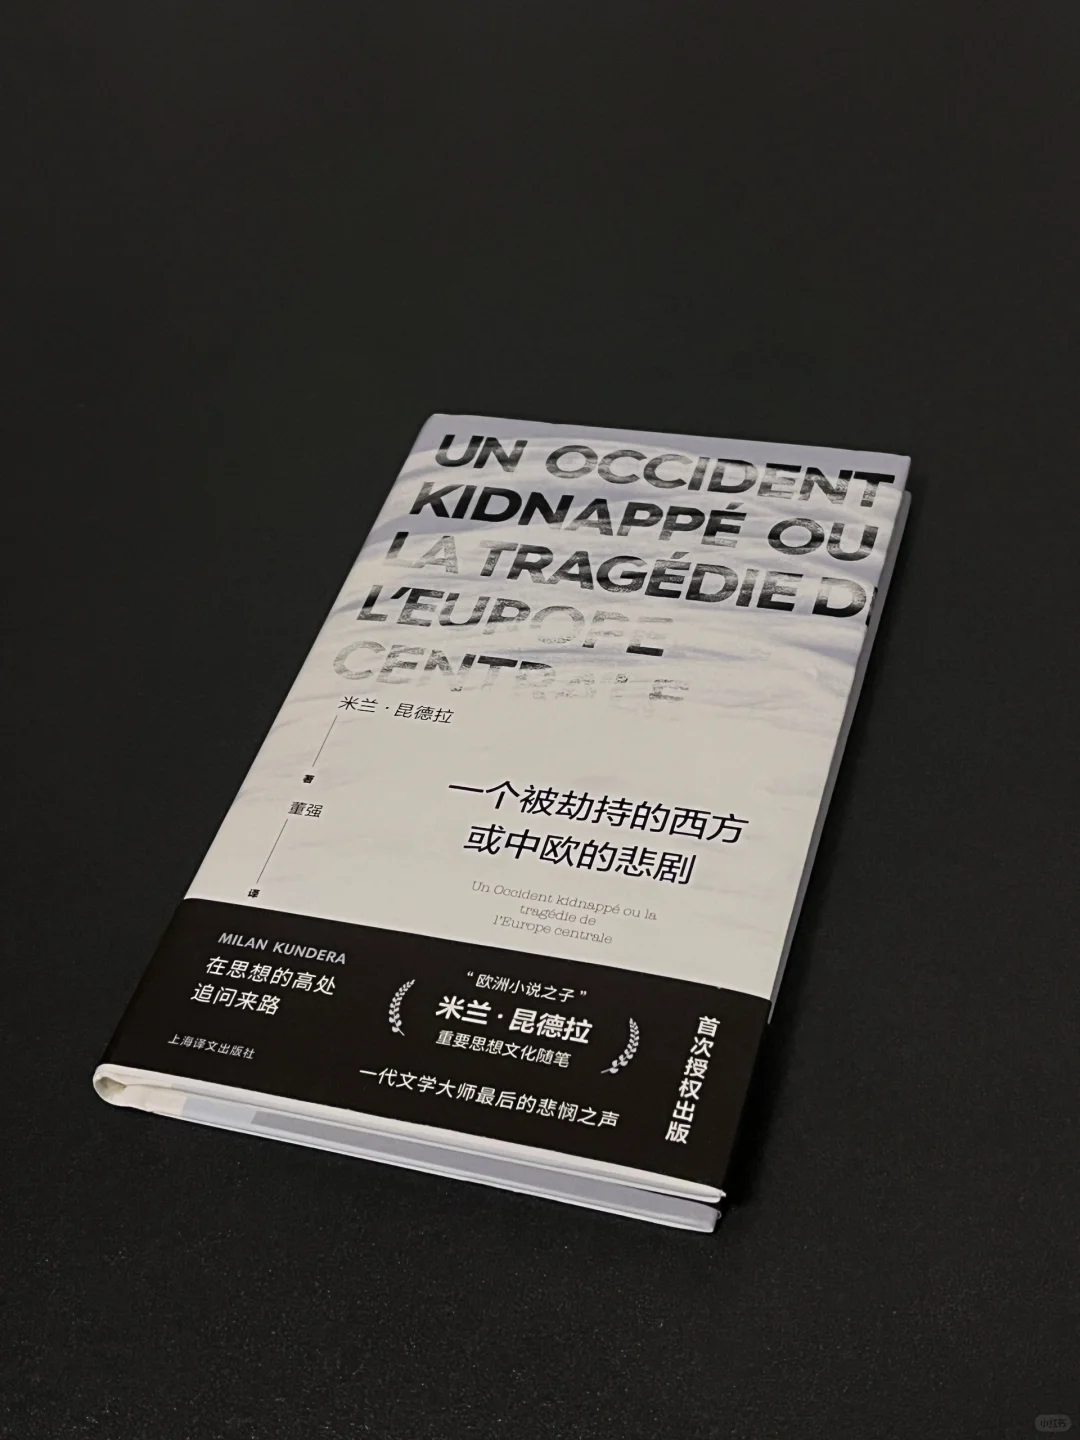 UN OCCIDENT
KIDNAPPÉ OU
LA TRAGÉDIE DE
L'EUROPE
CENTRALE
米兰·昆德拉
著
董强
译
一个被劫持的西方
或中欧的悲剧
Un Occident kidnappé ou la
tragédie de
l'Europe centrale
MILAN KUNDERA
在思想的高处
追问来路
上海译文出版社
“欧洲小说之子”
米兰·昆德拉
重要思想文化随笔
一代文学大师最后的悲悯之声
首次授权出版
小红书